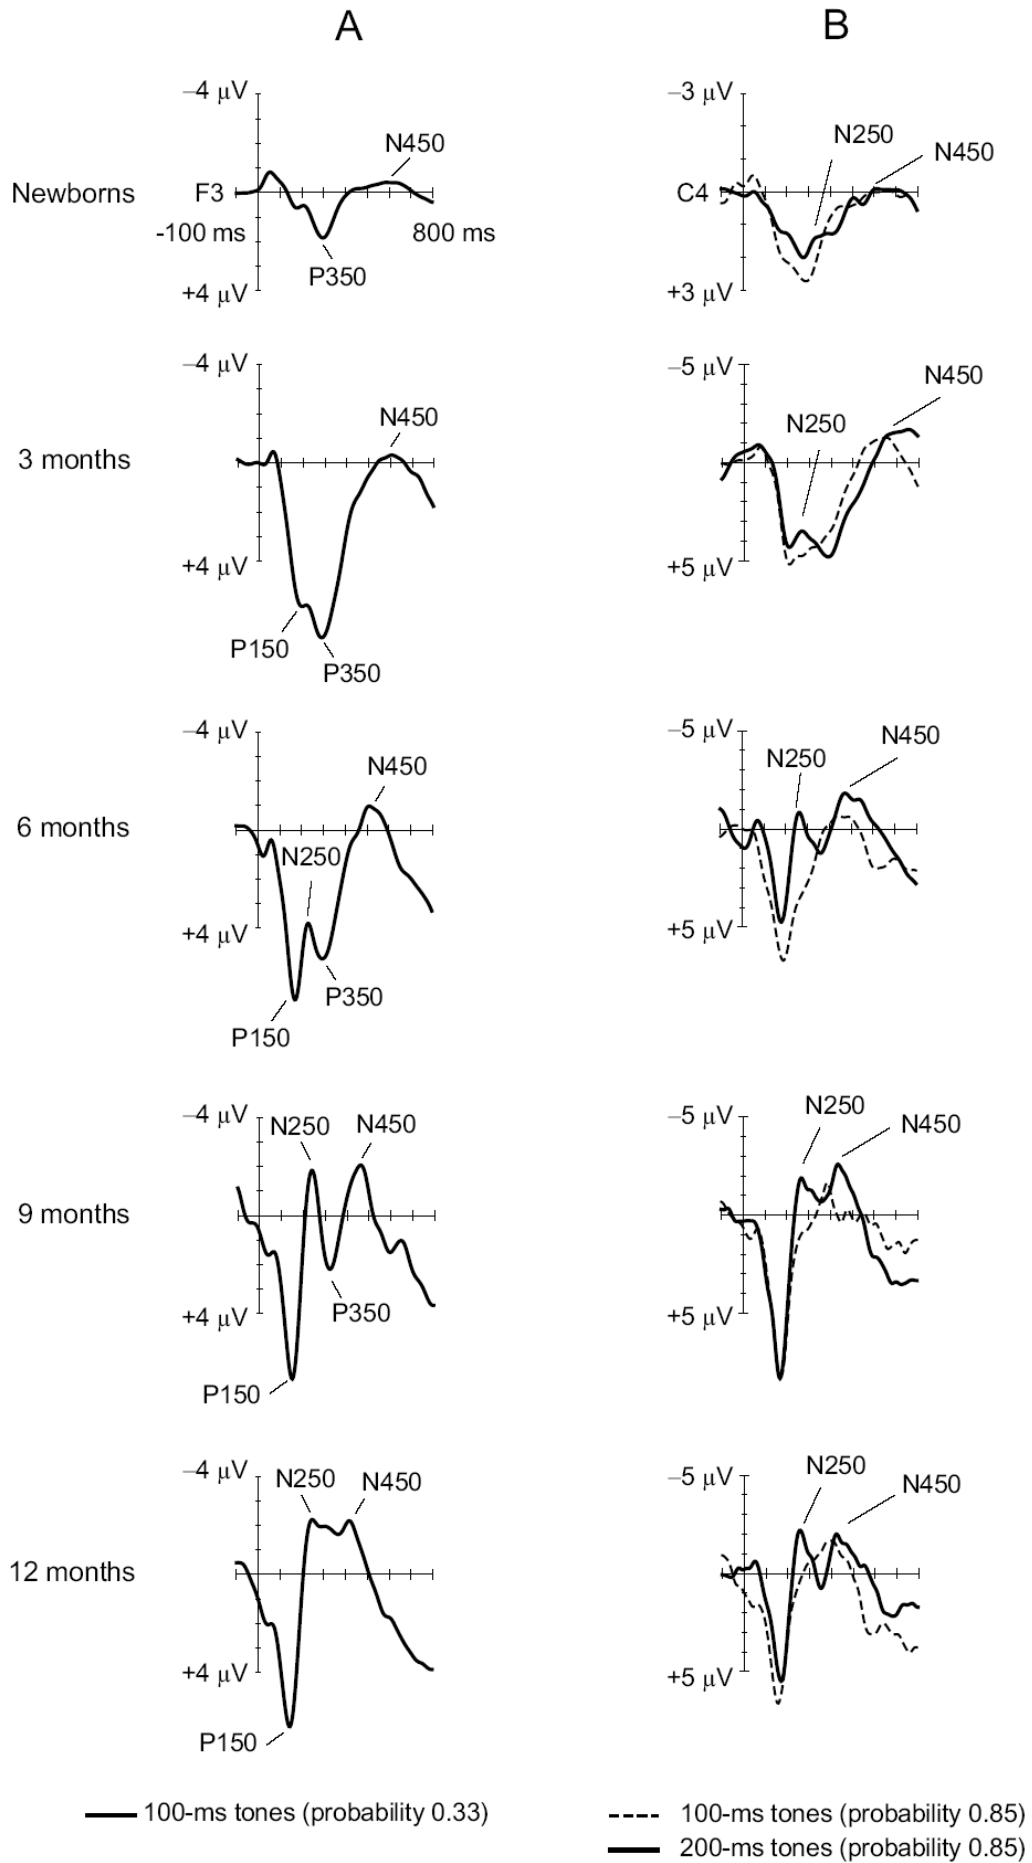 A B
–4 µV –3 µV
N450 N250 N450
Newborns F3 C4
-100 ms 800 ms
P350
+4 µV +3 µV
–4 µV –5 µV
N450 N250 N450
3 months
+4 µV +5 µV
P150
P350
–4 µV –5 µV
N450 N250 N450
6 months
N250
+4 µV +5 µV
P350
P150
–4 µV –5 µV
N250 N450 N250 N450
9 months
+4 µV P350 +5 µV
P150
–4 µV –5 µV
N250 N450 N250 N450
12 months
+4 µV +5 µV
P150
100-ms tones (probability 0.33) 100-ms tones (probability 0.85)
200-ms tones (probability 0.85)